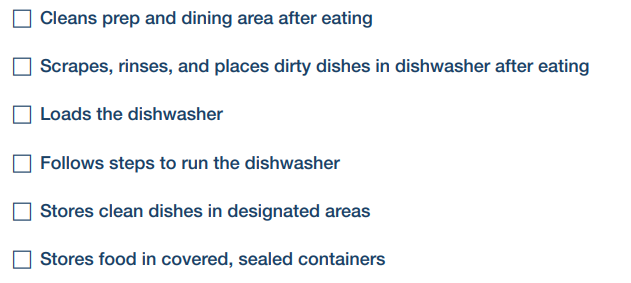 Cleans prep and dining area after eating
Scrapes, rinses, and places dirty dishes in dishwasher after eating
Loads the dishwasher
Follows steps to run the dishwasher
Stores clean dishes in designated areas
Stores food in covered, sealed containers